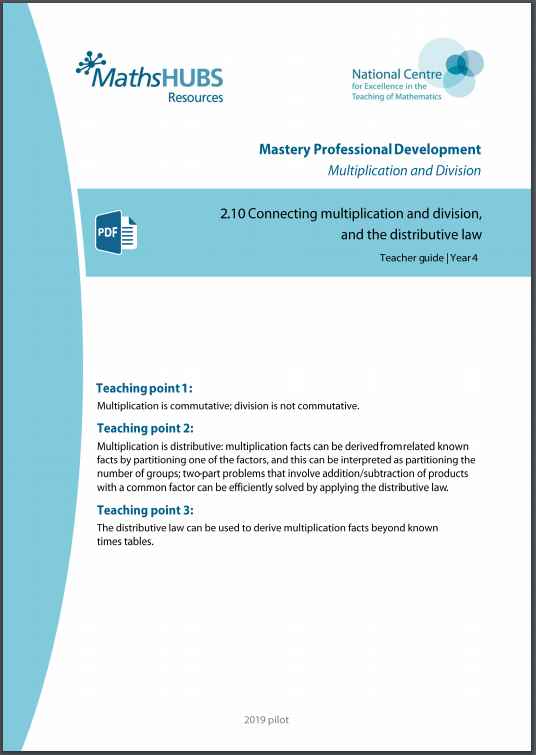 MathsHUBS
Resources
National Centre
for Excellence in the
Teaching of Mathematics
Mastery Professional Development
Multiplication and Division
PDF
2.10 Connecting multiplication and division,
and the distributive law
Teacher guide | Year 4
Teaching point 1:
Multiplication is commutative; division is not commutative.
Teaching point 2:
Multiplication is distributive: multiplication facts can be derived from related known
facts by partitioning one of the factors, and this can be interpreted as partitioning the
number of groups; two-part problems that involve addition/subtraction of products
with a common factor can be efficiently solved by applying the distributive law.
Teaching point 3:
The distributive law can be used to derive multiplication facts beyond known
times tables.
2019 pilot